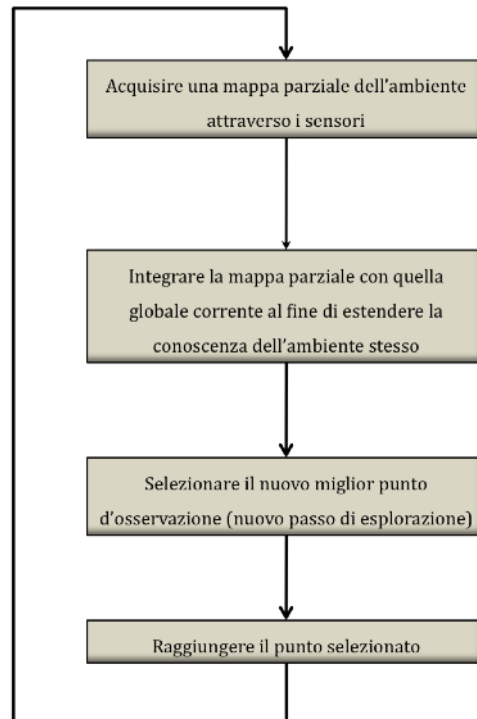 Acquisire una mappa parziale dell'ambiente
attraverso i sensori
Integrare la mappa parziale con quella
globale corrente al fine di estendere la
conoscenza dell'ambiente stesso
Selezionare il nuovo miglior punto
d'osservazione (nuovo passo di esplorazione)
Raggiungere il punto selezionato